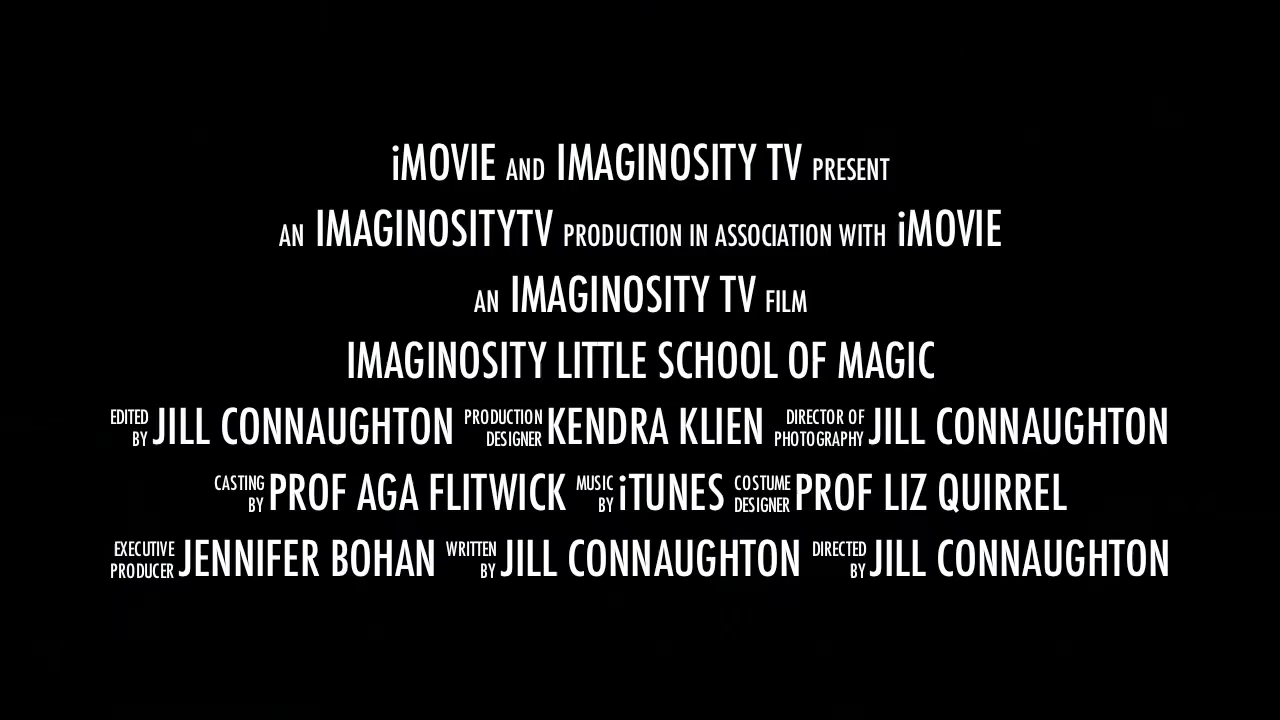 iMOVIE AND IMAGINOSITY TV PRESENT
AN IMAGINOSITYTV PRODUCTION IN ASSOCIATION WITH iMOVIE
AN IMAGINOSITY TV FILM
IMAGINOSITY LITTLE SCHOOL OF MAGIC
EDITED BY JILL CONNAUGHTON PRODUCTION DESIGNER KENDRA KLIEN DIRECTOR OF PHOTOGRAPHY JILL CONNAUGHTON
CASTING BY PROF AGA FLITWICK MUSIC BY iTUNES COSTUME DESIGNER PROF LIZ QUIRREL
EXECUTIVE PRODUCER JENNIFER BOHAN WRITTEN BY JILL CONNAUGHTON DIRECTED BY JILL CONNAUGHTON